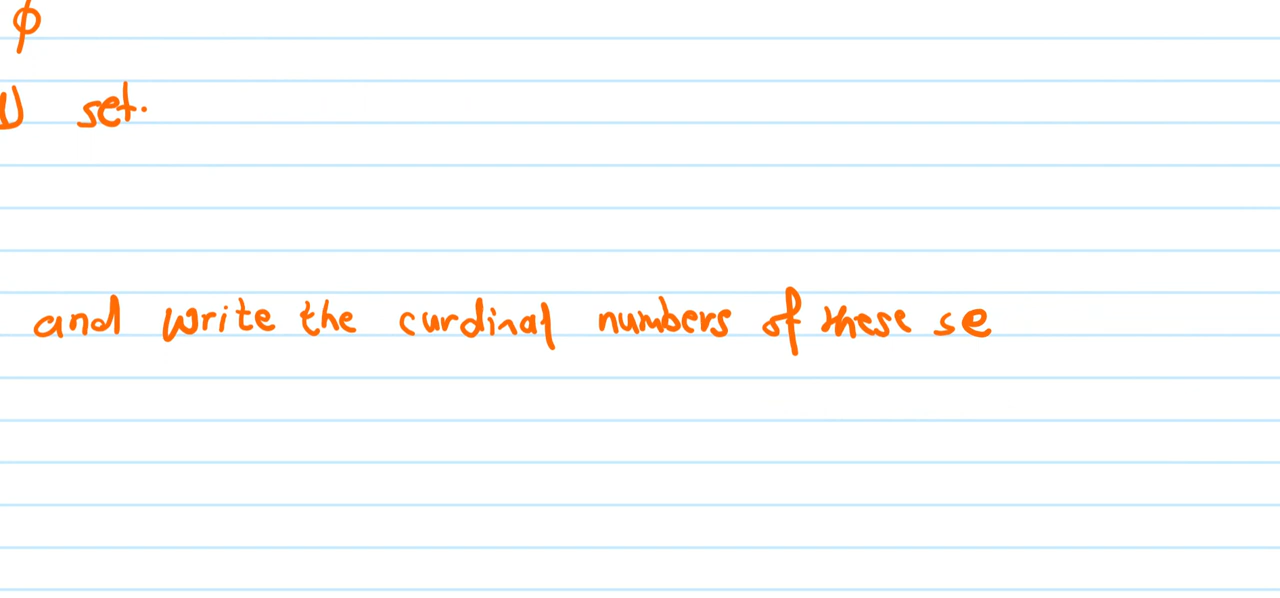 φ
set.
and write the curdinal numbers of these se